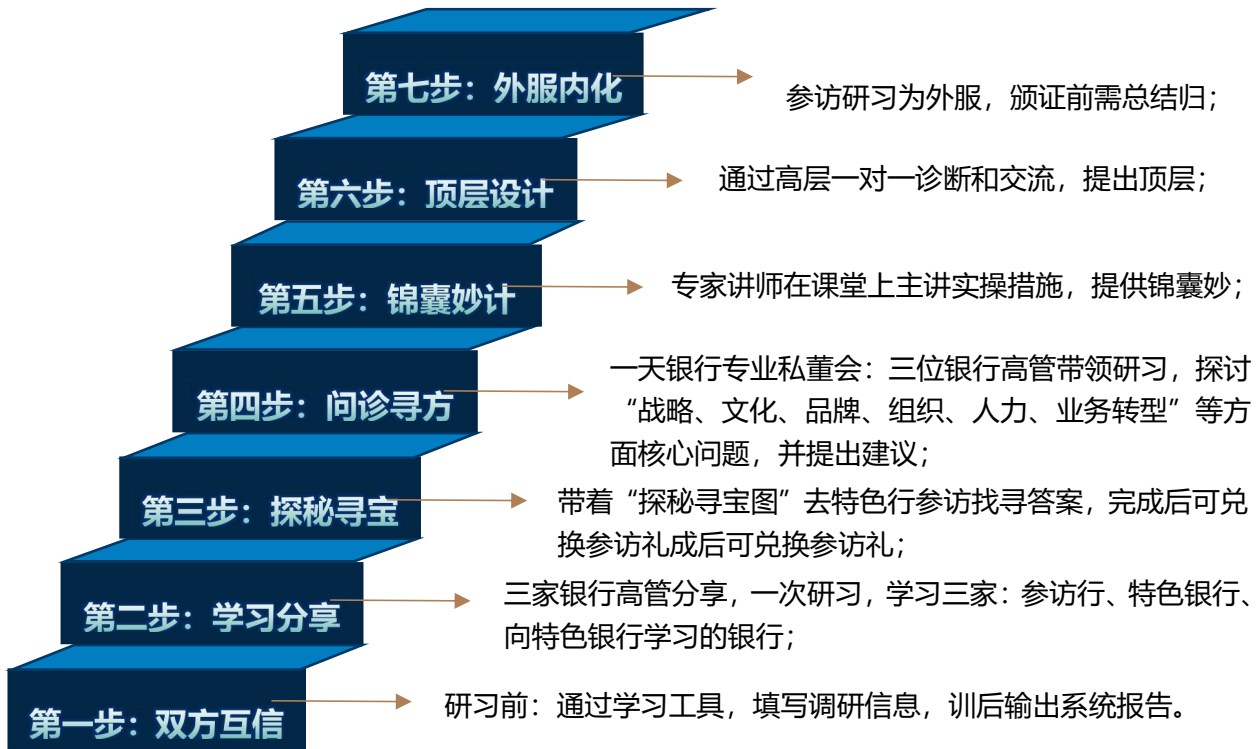 第七步：外服内化
参访研习为外服，颁证前需总结归；
第六步：顶层设计
通过高层一对一诊断和交流，提出顶层；
第五步：锦囊妙计
专家讲师在课堂上主讲实操措施，提供锦囊妙；
第四步：问诊寻方
一天银行专业私董会：三位银行高管带领研习，探讨
“战略、文化、品牌、组织、人力、业务转型”等方
面核心问题，并提出建议；
第三步：探秘寻宝
带着“探秘寻宝图”去特色行参访找寻答案，完成后可兑
换参访礼成后可兑换参访礼；
第二步：学习分享
三家银行高管分享，一次研习，学习三家：参访行、特色银行、
向特色银行学习的银行；
第一步：双方互信
研习前：通过学习工具，填写调研信息，训后输出系统报告。